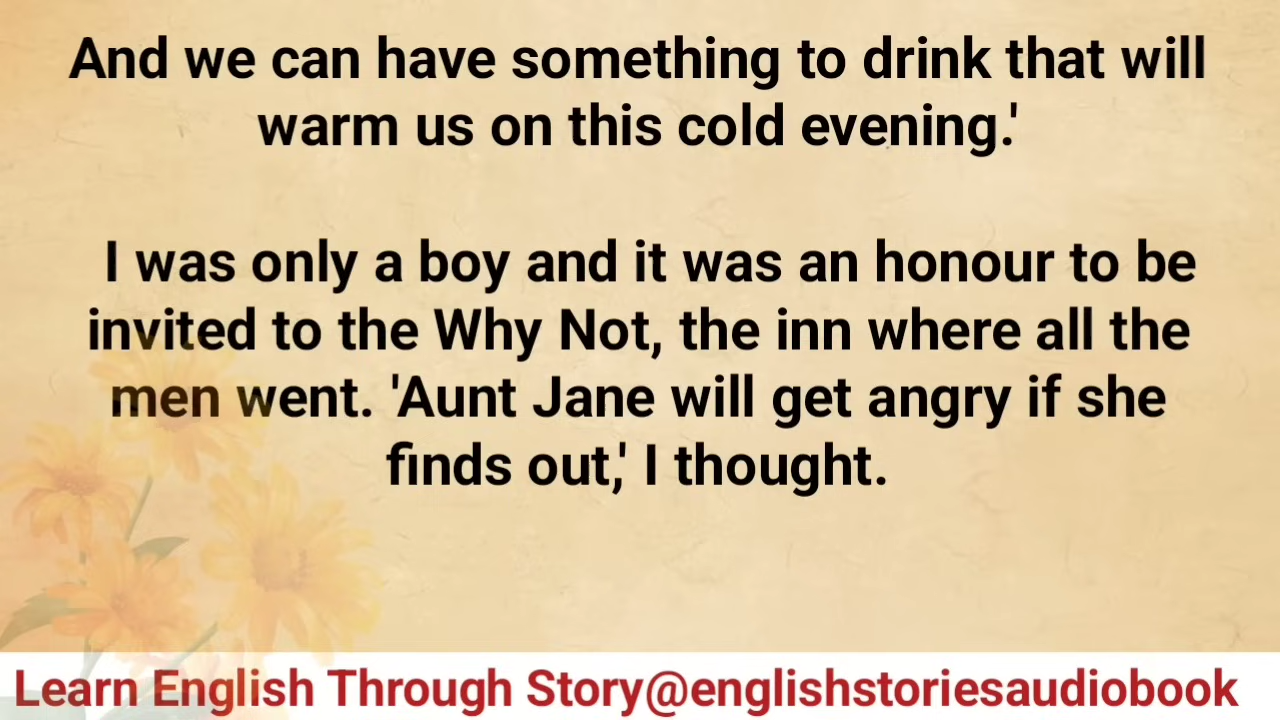 And we can have something to drink that will
warm us on this cold evening.'
I was only a boy and it was an honour to be
invited to the Why Not, the inn where all the
men went. 'Aunt Jane will get angry if she
finds out,' I thought.
Learn English Through Story@englishstoriesaudiobook